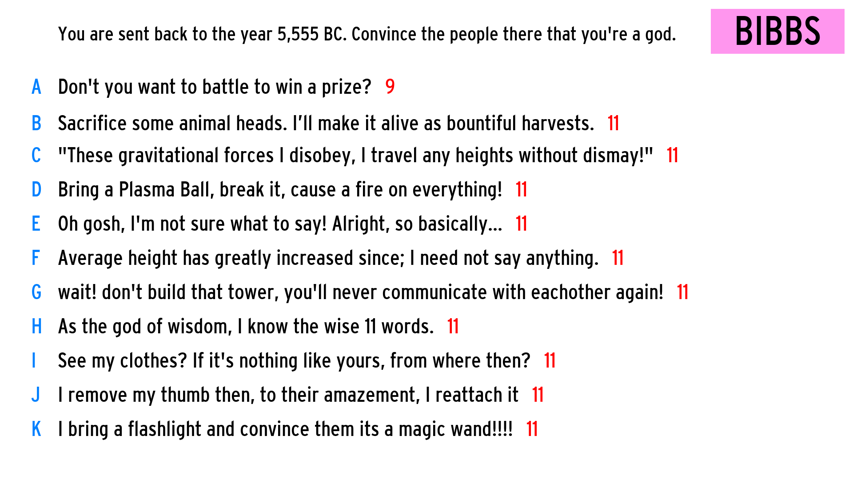 You are sent back to the year 5,555 BC. Convince the people there that you're a god.
BIBBS
A Don't you want to battle to win a prize? 9
B Sacrifice some animal heads. I’ll make it alive as bountiful harvests. 11
C "These gravitational forces I disobey, I travel any heights without dismay!" 11
D Bring a Plasma Ball, break it, cause a fire on everything! 11
E Oh gosh, I'm not sure what to say! Alright, so basically... 11
F Average height has greatly increased since; I need not say anything. 11
G wait! don't build that tower, you'll never communicate with eachother again! 11
H As the god of wisdom, I know the wise 11 words. 11
I See my clothes? If it's nothing like yours, from where then? 11
J I remove my thumb then, to their amazement, I reattach it 11
K I bring a flashlight and convince them its a magic wand!!!! 11